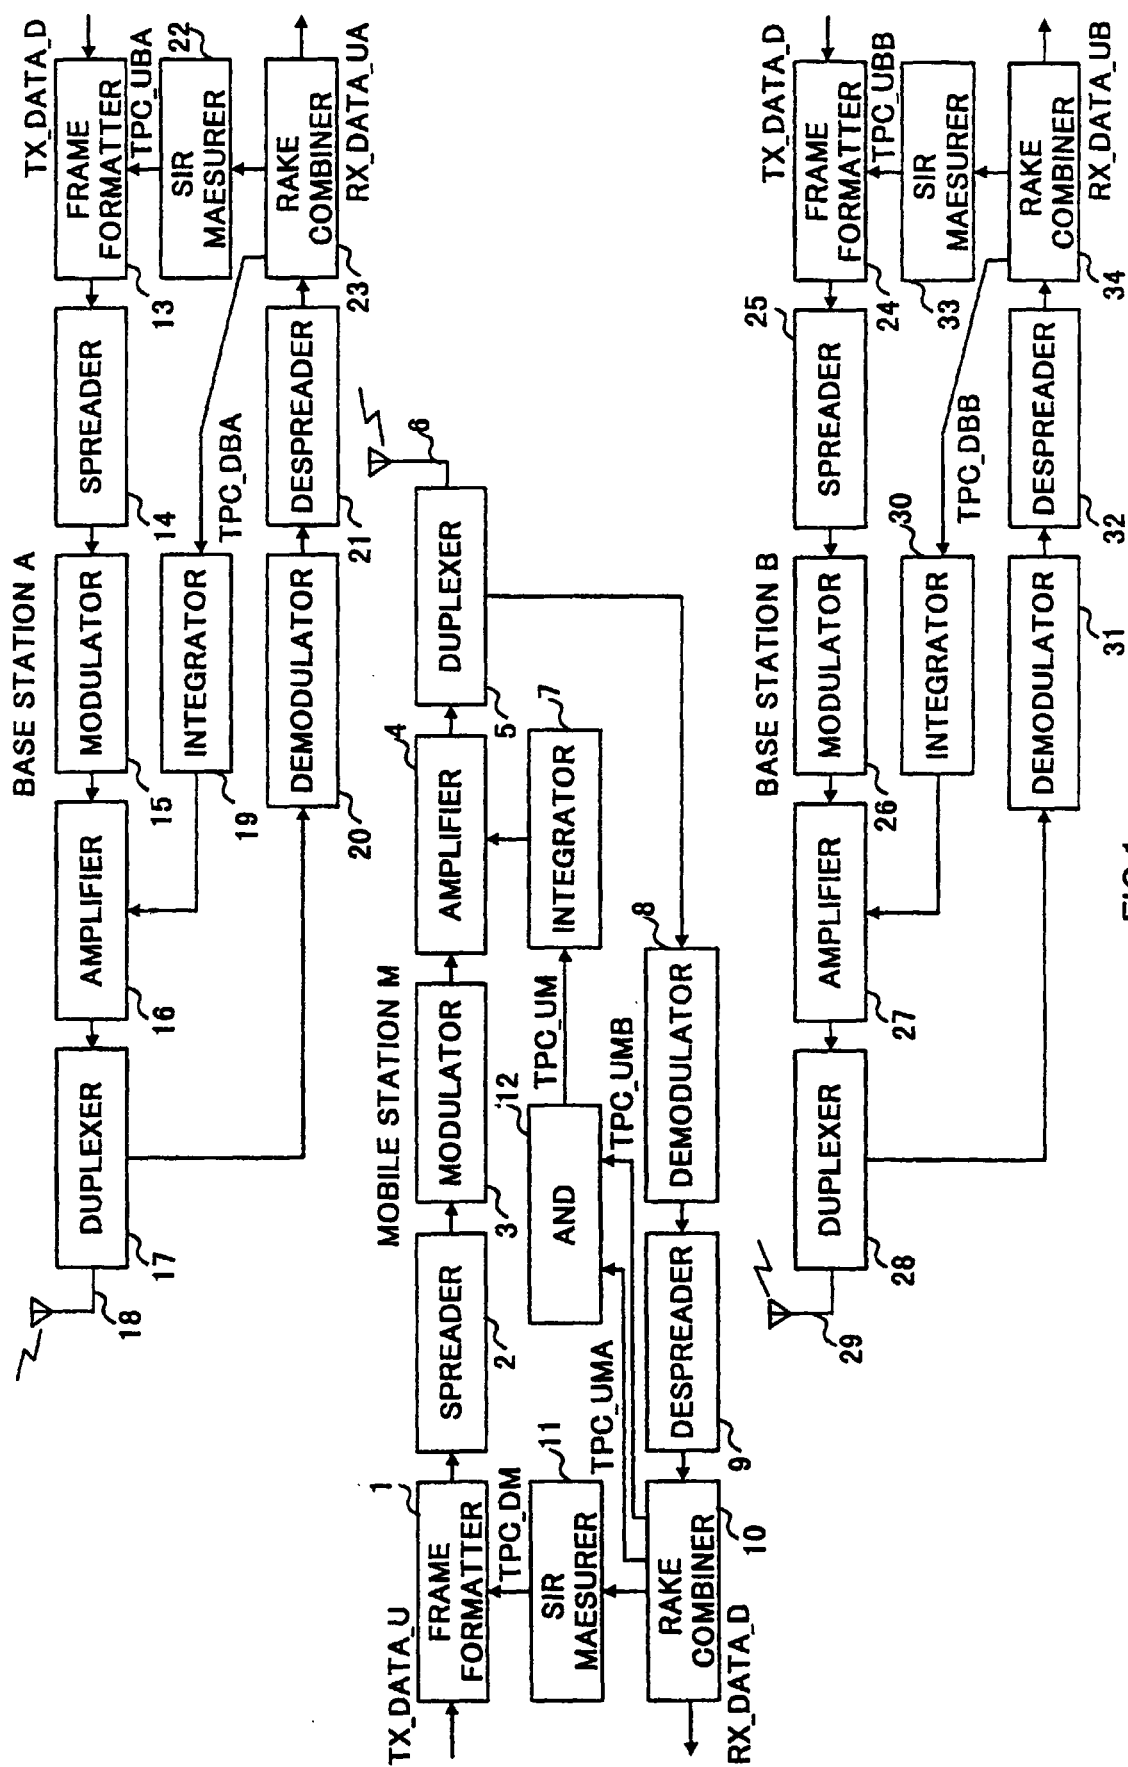 BASE STATION A
TX_DATA_D
FRAME
FORMATTER
13
SPREADER
14
MODULATOR
15
AMPLIFIER
16
DUPLEXER
17
18
TPC_UBA
SIR
MAESURER
22
INTEGRATOR
19
TPC_DBA
RAKE
COMBINER
23
RX_DATA_UA
DESPREADER
21
DEMODULATOR
20
MOBILE STATION M
TX_DATA_U
FRAME
FORMATTER
1
SPREADER
2
MODULATOR
3
AMPLIFIER
4
DUPLEXER
5
6
TPC_DM
SIR
MAESURER
11
AND
12
TPC_UM
INTEGRATOR
7
TPC_UMA
TPC_UMB
RAKE
COMBINER
10
RX_DATA_D
DESPREADER
9
DEMODULATOR
8
BASE STATION B
TX_DATA_D
FRAME
FORMATTER
24
SPREADER
25
MODULATOR
26
AMPLIFIER
27
DUPLEXER
28
29
TPC_UBB
SIR
MAESURER
33
INTEGRATOR
30
TPC_DBB
RAKE
COMBINER
34
RX_DATA_UB
DESPREADER
32
DEMODULATOR
31